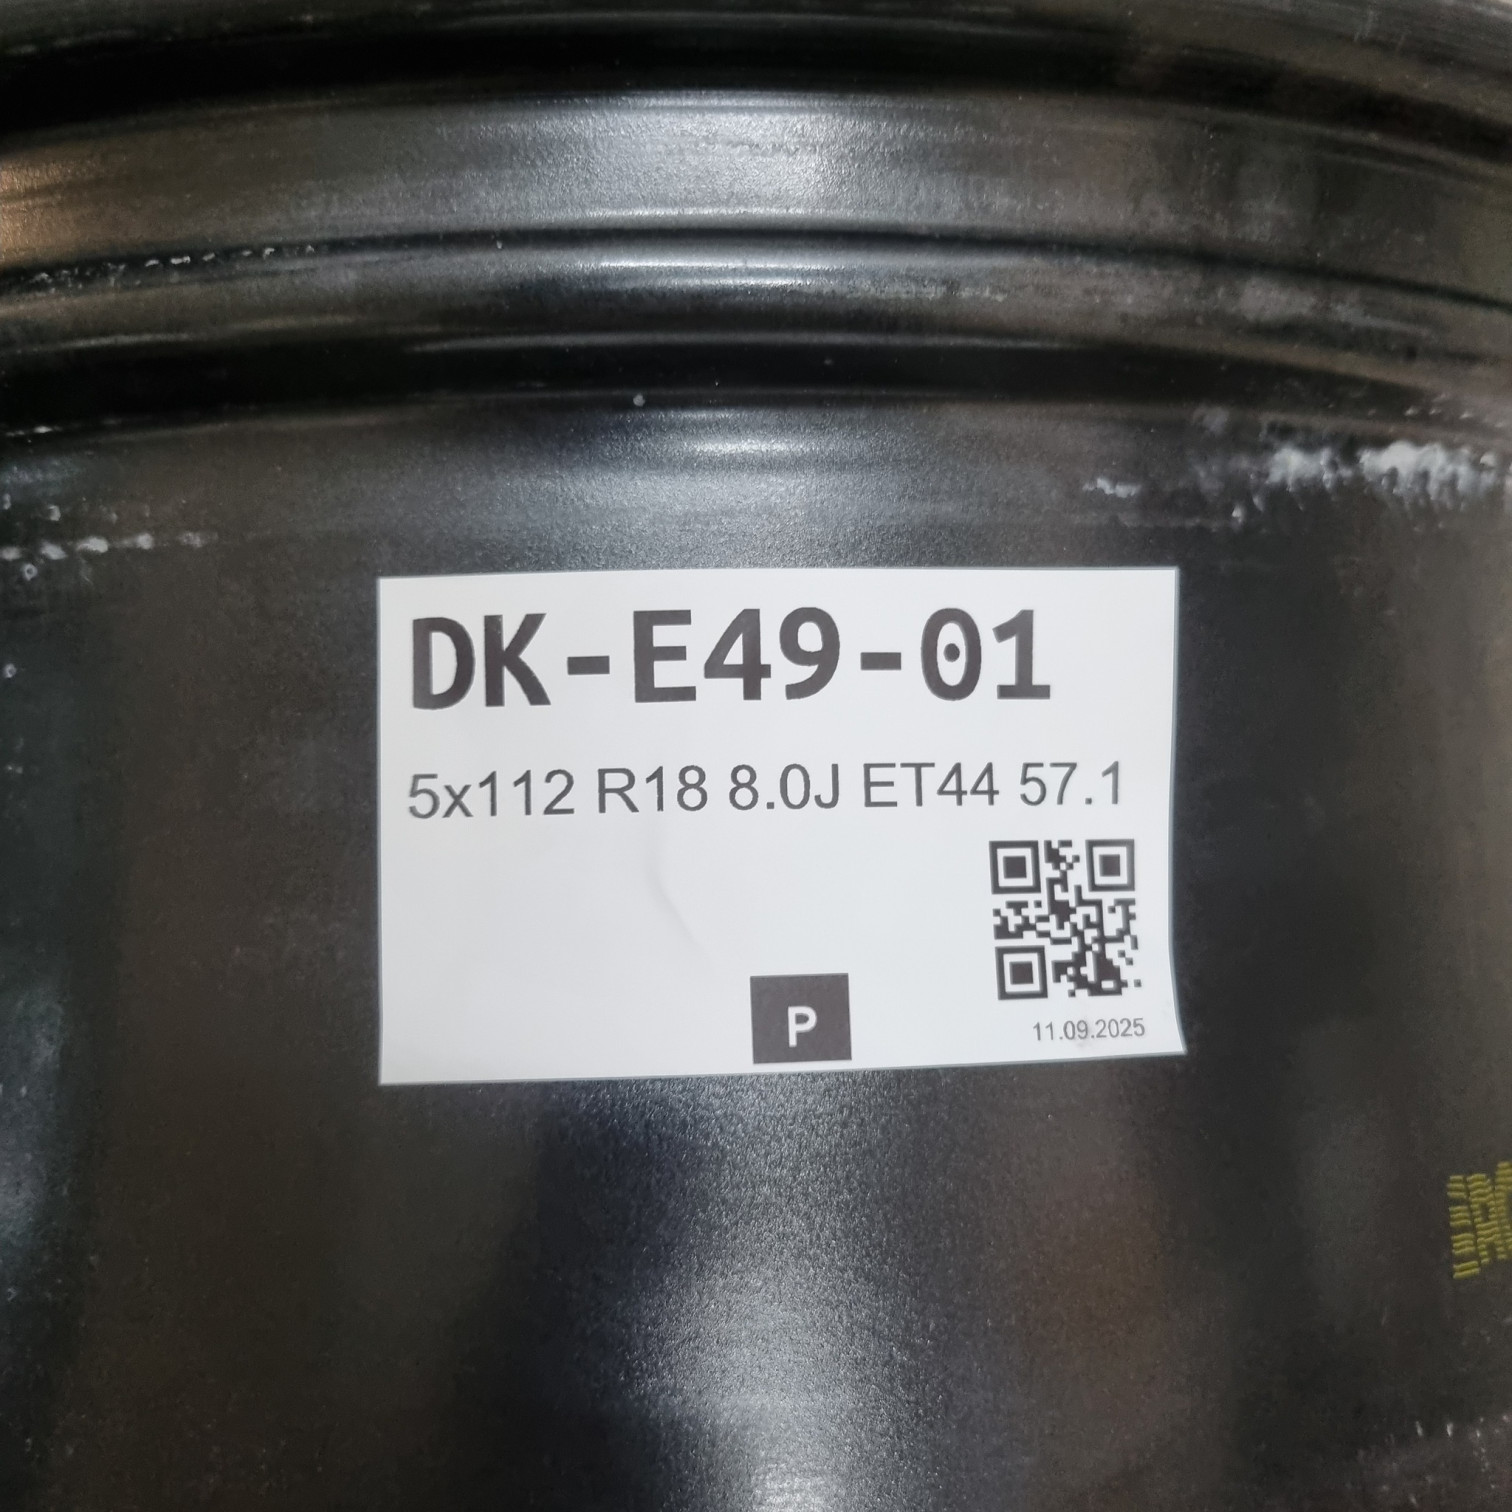 DK-E49-01
5x112 R18 8.0J ET44 57.1
P
11.09.2025